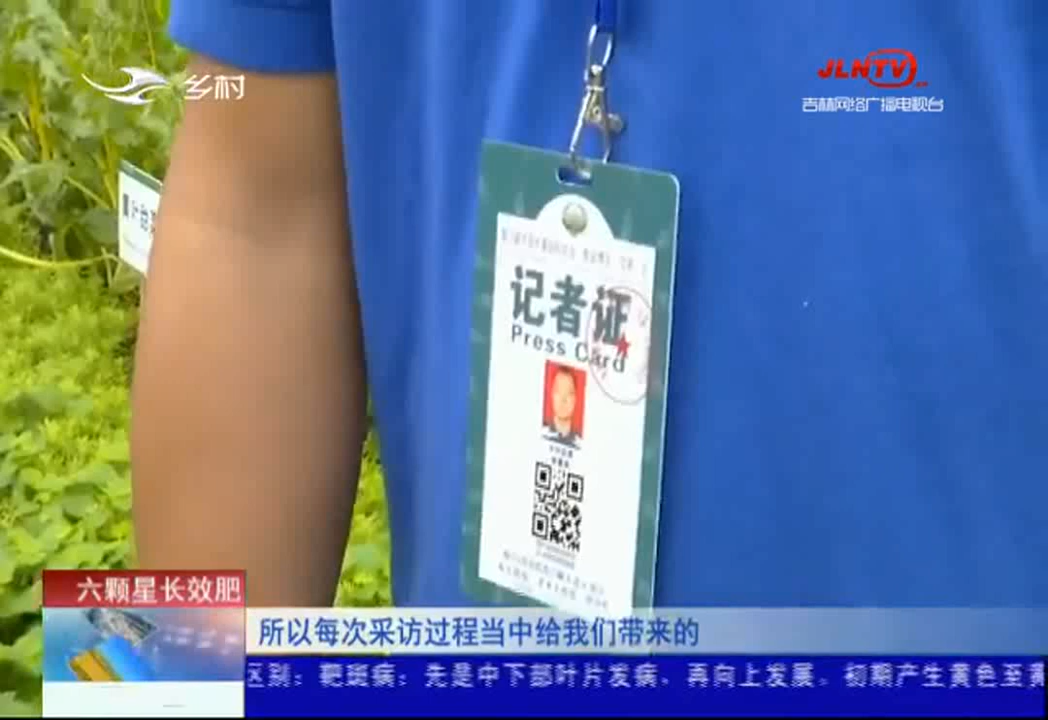 乡村
JLNTV
吉林网络广播电视台
记者证
Press Card
六颗星长效肥
所以每次采访过程当中给我们带来的
区别：靶斑病：先是中下部叶片发病，再向上发展。初期产生黄色至黄